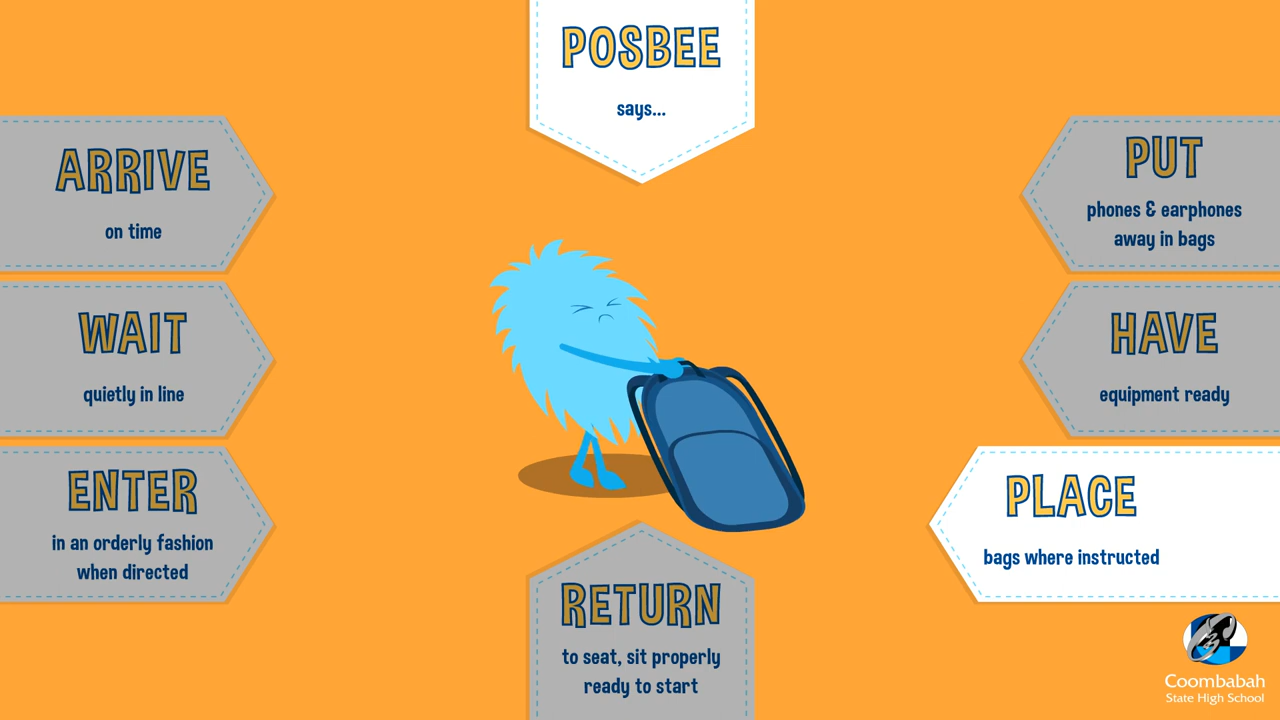 POSBEE
says...
ARRIVE
on time
WAIT
quietly in line
ENTER
in an orderly fashion
when directed
PUT
phones & earphones
away in bags
HAVE
equipment ready
PLACE
bags where instructed
RETURN
to seat, sit properly
ready to start
Coombabah
State High School